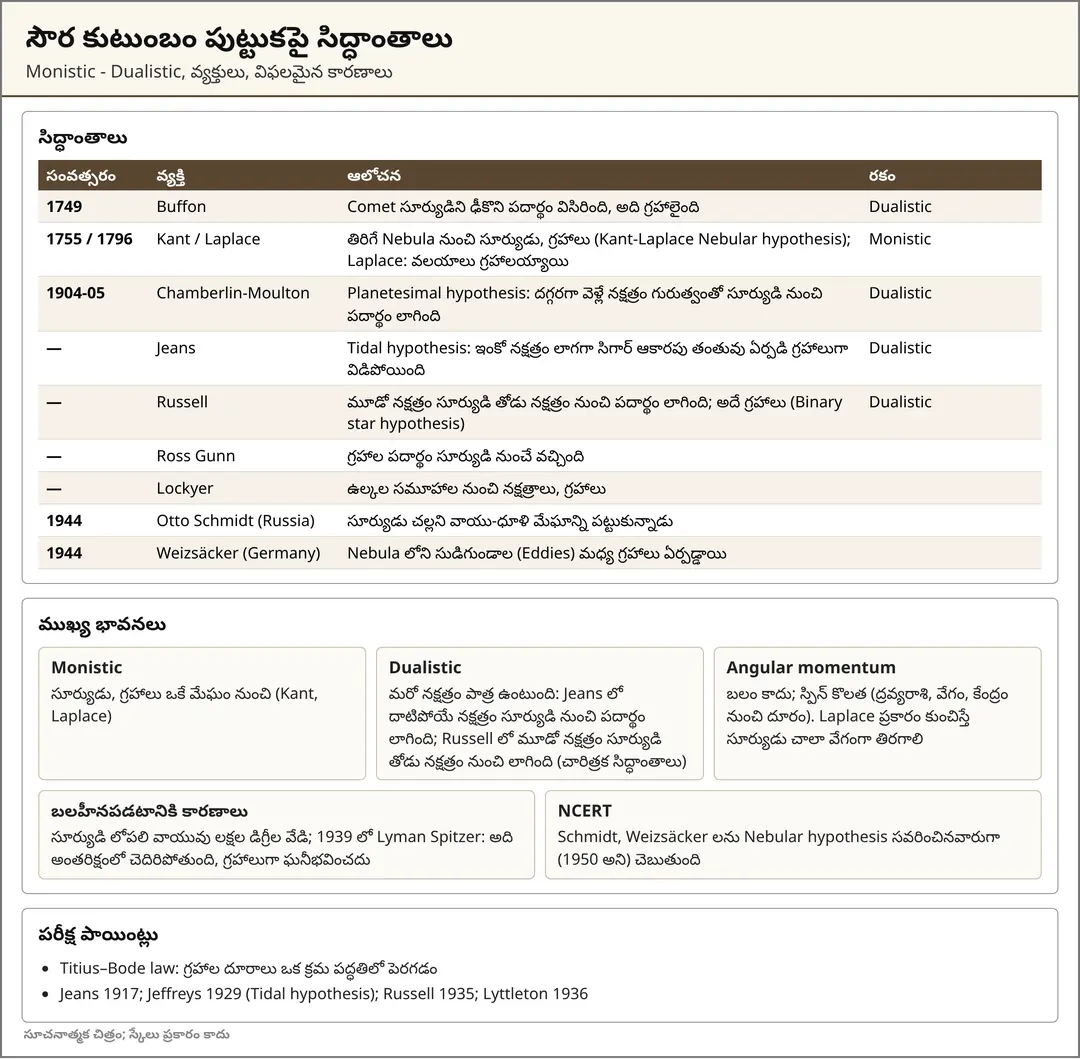 సౌర కుటుంబం పుట్టుకపై సిద్ధాంతాలు
Monistic - Dualistic, వ్యక్తులు, విఫలమైన కారణాలు
సిద్ధాంతాలు
సంవత్సరం వ్యక్తి ఆలోచన రకం
1749 Buffon Comet సూర్యుడిని ఢీకొని పదార్థం విసిరింది, అది గ్రహాలైంది Dualistic
1755 / 1796 Kant / Laplace తిరిగే Nebula నుంచి సూర్యుడు, గ్రహాలు (Kant-Laplace Nebular hypothesis); Monistic
Laplace: వలయాలు గ్రహాలయ్యాయి
1904-05 Chamberlin-Moulton Planetesimal hypothesis: దగ్గరగా వెళ్లే నక్షత్రం గురుత్వంతో సూర్యుడి నుంచి Dualistic
పదార్థం లాగింది
— Jeans Tidal hypothesis: ఇంకో నక్షత్రం లాగగా సిగార్ ఆకారపు తంతువు ఏర్పడి గ్రహాలుగా Dualistic
విడిపోయింది
— Russell మూడో నక్షత్రం సూర్యుడి తోడు నక్షత్రం నుంచి పదార్థం లాగింది; అదే గ్రహాలు (Binary Dualistic
star hypothesis)
— Ross Gunn గ్రహాల పదార్థం సూర్యుడి నుంచే వచ్చింది
— Lockyer ఉల్కల సమూహాల నుంచి నక్షత్రాలు, గ్రహాలు
1944 Otto Schmidt (Russia) సూర్యుడు చల్లని వాయు-ధూళి మేఘాన్ని పట్టుకున్నాడు
1944 Weizsäcker (Germany) Nebula లోని సుడిగుండాల (Eddies) మధ్య గ్రహాలు ఏర్పడ్డాయి
ముఖ్య భావనలు
Monistic
సూర్యుడు, గ్రహాలు ఒకే మేఘం నుంచి (Kant,
Laplace)
Dualistic
మరో నక్షత్రం పాత్ర ఉంటుంది: Jeans లో
దాటిపోయే నక్షత్రం సూర్యుడి నుంచి పదార్థం
లాగింది; Russell లో మూడో నక్షత్రం సూర్యుడి
తోడు నక్షత్రం నుంచి లాగింది (చారిత్రక సిద్ధాంతాలు)
Angular momentum
బలం కాదు; స్పిన్ కొలత (ద్రవ్యరాశి, వేగం, కేంద్రం
నుంచి దూరం). Laplace ప్రకారం కుంచిస్తే
సూర్యుడు చాలా వేగంగా తిరగాలి
బలహీనపడటానికి కారణాలు
సూర్యుడి లోపలి వాయువు లక్షల డిగ్రీల వేడి; 1939 లో Lyman Spitzer: అది
అంతరిక్షంలో చెదిరిపోతుంది, గ్రహాలుగా ఘనీభవించదు
NCERT
Schmidt, Weizsäcker లను Nebular hypothesis సవరించినవారుగా
(1950 అని) చెబుతుంది
పరీక్ష పాయింట్లు
• Titius–Bode law: గ్రహాల దూరాలు ఒక క్రమ పద్ధతిలో పెరగడం
• Jeans 1917; Jeffreys 1929 (Tidal hypothesis); Russell 1935; Lyttleton 1936
సూచనాత్మక చిత్రం; స్కేలు ప్రకారం కాదు